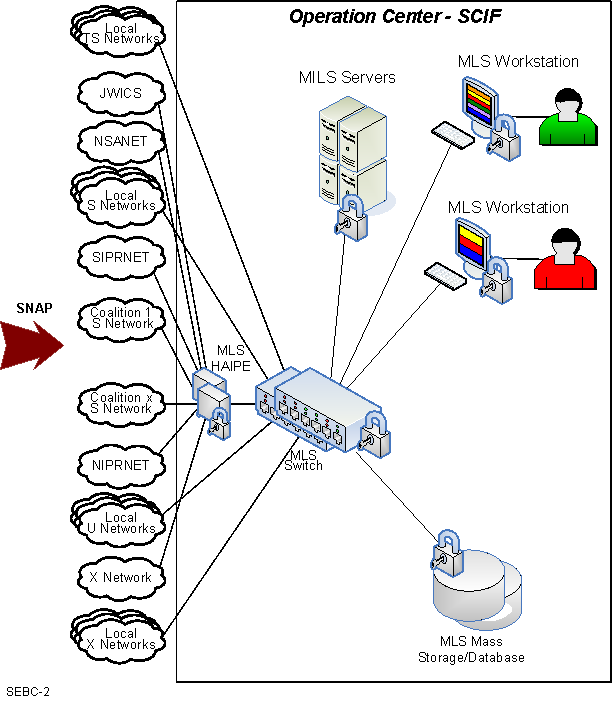 Operation Center - SCIF
Local
TS Networks
JWICS
NSANET
Local
S Networks
SIPRNET
SNAP
Coalition 1
S Network
Coalition x
S Network
NIPRNET
Local
U Networks
X Network
Local
X Networks
MLS
HAIPE
MLS
Switch
MILS Servers
MLS Workstation
MLS Workstation
MLS Mass
Storage/Database
SEBC-2